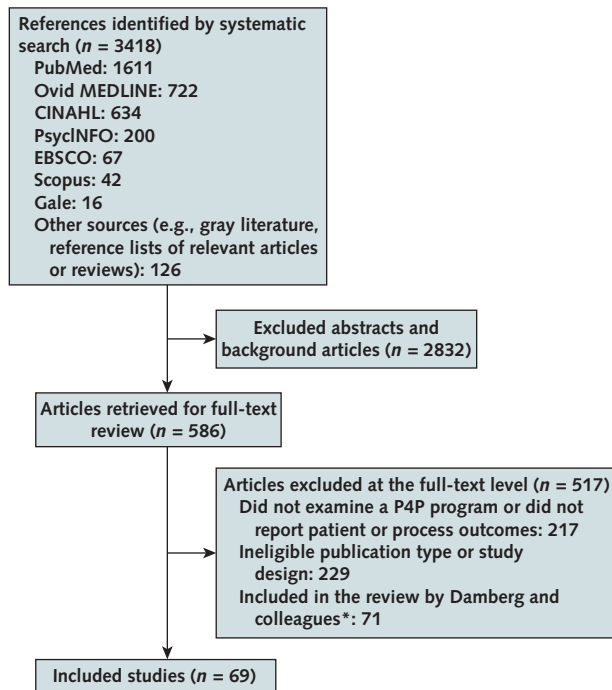 References identified by systematic
search (n = 3418)
PubMed: 1611
Ovid MEDLINE: 722
CINAHL: 634
PsycINFO: 200
EBSCO: 67
Scopus: 42
Gale: 16
Other sources (e.g., gray literature,
reference lists of relevant articles
or reviews): 126
Excluded abstracts and
background articles (n = 2832)
Articles retrieved for full-text
review (n = 586)
Articles excluded at the full-text level (n = 517)
Did not examine a P4P program or did not
report patient or process outcomes: 217
Ineligible publication type or study
design: 229
Included in the review by Damberg and
colleagues*: 71
Included studies (n = 69)